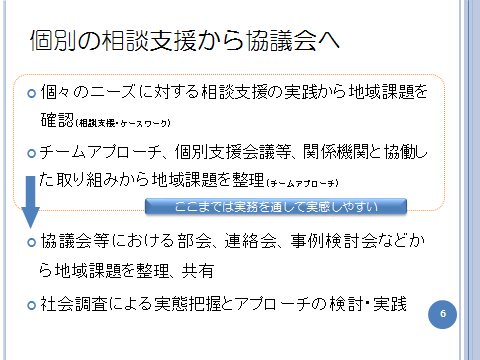 個別の相談支援から協議会へ
個々のニーズに対する相談支援の実践から地域課題を
確認(相談支援・ケースワーク)
チームアプローチ、個別支援会議等、関係機関と協働し
た取り組みから地域課題を整理(チームアプローチ)
ここまでは実務を通して実感しやすい
協議会等における部会、連絡会、事例検討会などか
ら地域課題を整理、共有
社会調査による実態把握とアプローチの検討・実践
6